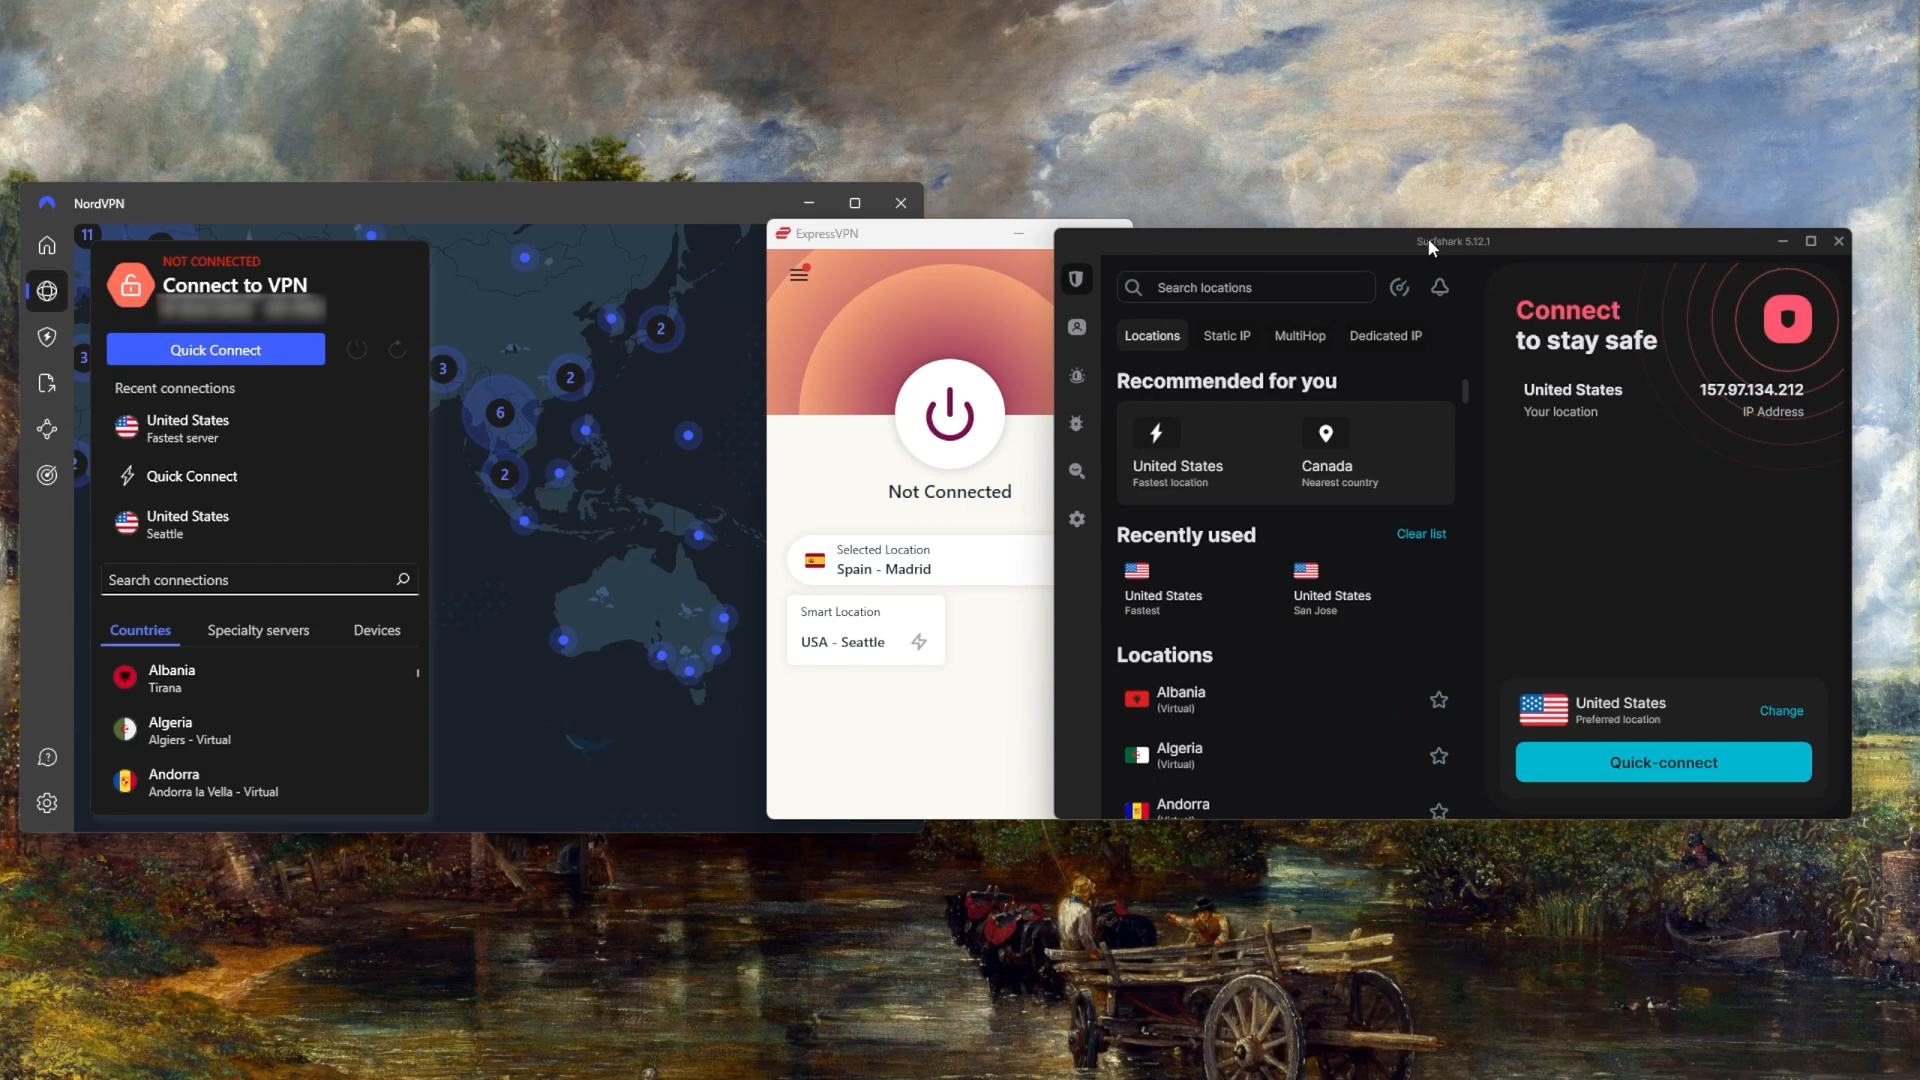 NordVPN
11
NOT CONNECTED
Connect to VPN
Quick Connect
Recent connections
United States
Fastest server
Quick Connect
United States
Seattle
Search connections
Countries
Specialty servers
Devices
Albania
Tirana
Algeria
Algiers - Virtual
Andorra
Andorra la Vella - Virtual
3
2
3
6
2
2
2
ExpressVPN
Not Connected
Selected Location
Spain - Madrid
Smart Location
USA - Seattle
Surfshark 5.12.1
Search locations
Locations
Static IP
MultiHop
Dedicated IP
Recommended for you
United States
Fastest location
Canada
Nearest country
Recently used
Clear list
United States
Fastest
United States
San Jose
Locations
Albania
(Virtual)
Algeria
(Virtual)
Andorra
(Virtual)
Connect
to stay safe
United States
157.97.134.212
Your location
IP Address
United States
Preferred location
Change
Quick-connect